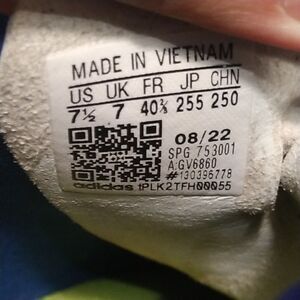 MADE IN VIETNAM
US UK FR JP CHN
7½ 7 40⅔ 255 250
08/22
SPG 753001
A:GV6860
#130396778
adidas tPLK2TFH00055